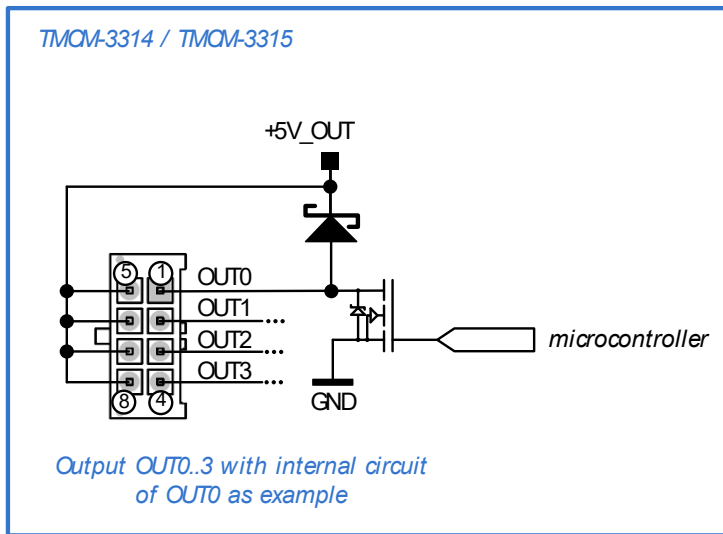 TMCM-3314 / TMCM-3315
+5V_OUT
5 1 OUT0
OUT1 ...
OUT2 ...
OUT3 ...
8 4
GND
microcontroller
Output OUT0..3 with internal circuit
of OUT0 as example